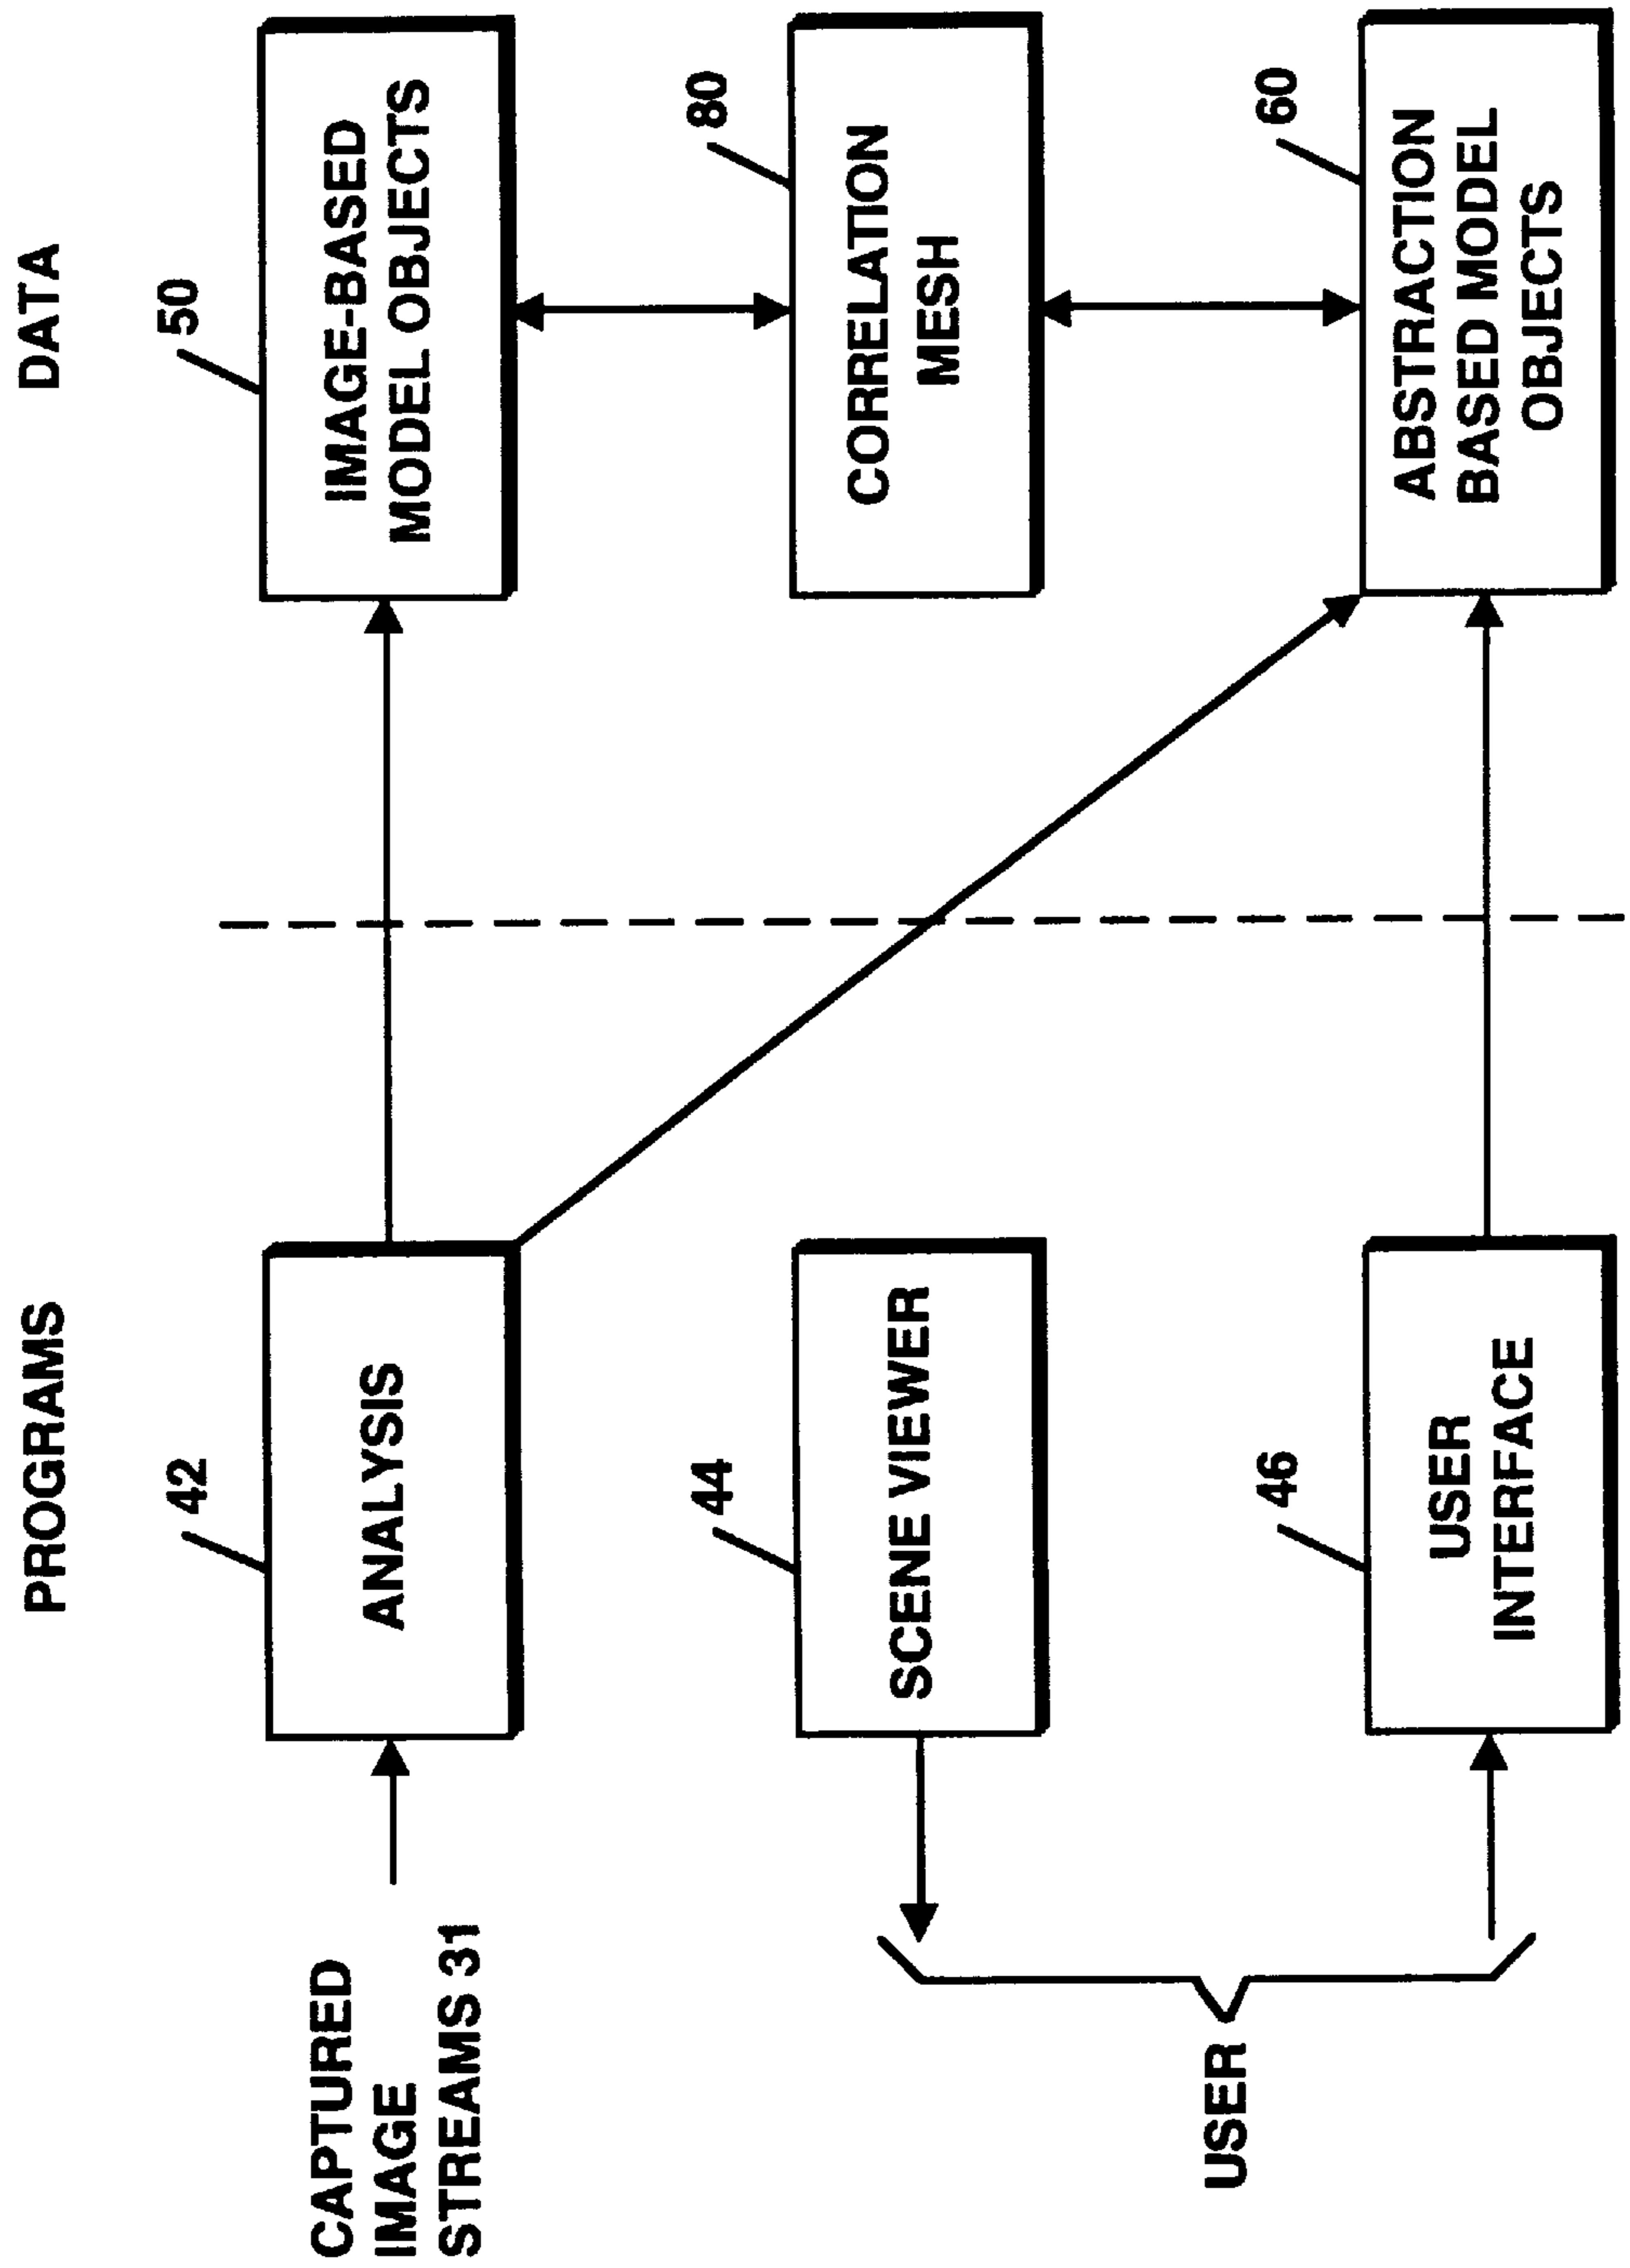 PROGRAMS
DATA
42
50
CAPTURED
IMAGE
STREAMS 31
ANALYSIS
IMAGE-BASED
MODEL OBJECTS
44
80
SCENE VIEWER
CORRELATION
MESH
USER
46
60
USER
INTERFACE
ABSTRACTION
BASED MODEL
OBJECTS